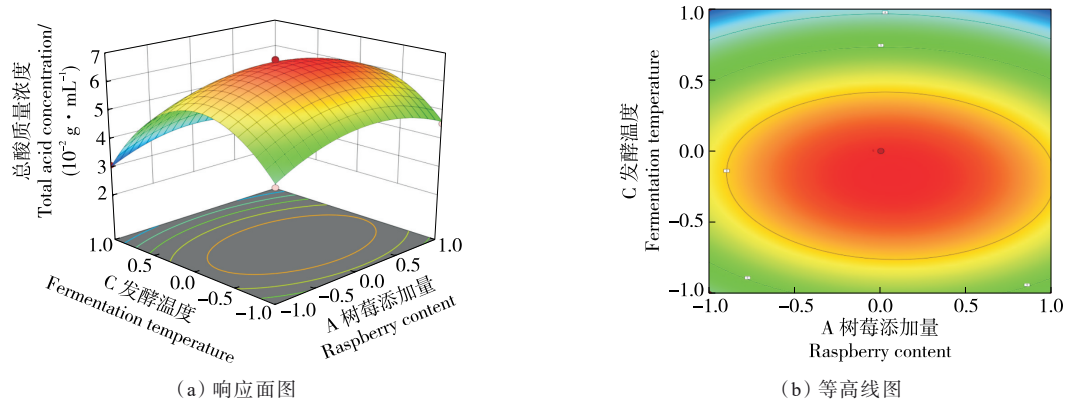 总酸质量浓度/
Total acid concentration/
(10⁻² g・mL⁻¹)
7
6
5
4
3
2
1.0
0.5
0.0
−0.5
−1.0
C 发酵温度
Fermentation temperature
−1.0
−0.5
0.0
0.5
1.0
A 树莓添加量
Raspberry content
(a) 响应面图
C 发酵温度
Fermentation temperature
1.0
0.5
0.0
−0.5
−1.0
−1.0
−0.5
0.0
0.5
1.0
A 树莓添加量
Raspberry content
(b) 等高线图